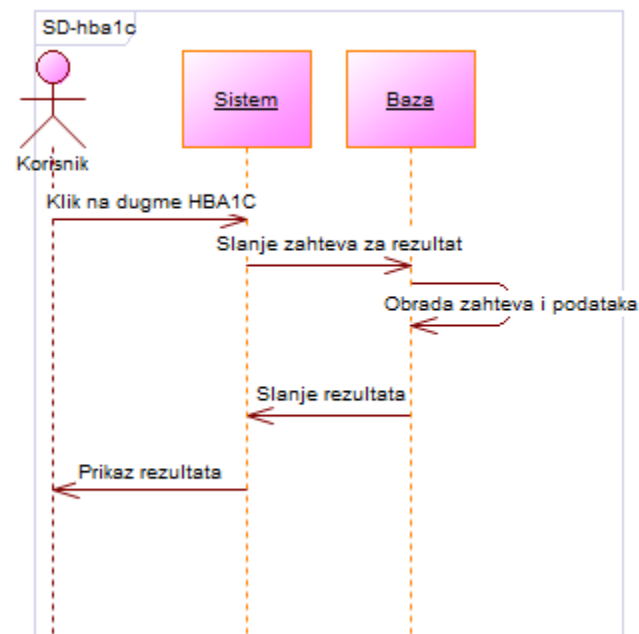 SD-hba1c
Sistem
Baza
Korisnik
Klik na dugme HBA1C
Slanje zahteva za rezultat
Obrada zahteva i podataka
Slanje rezultata
Prikaz rezultata